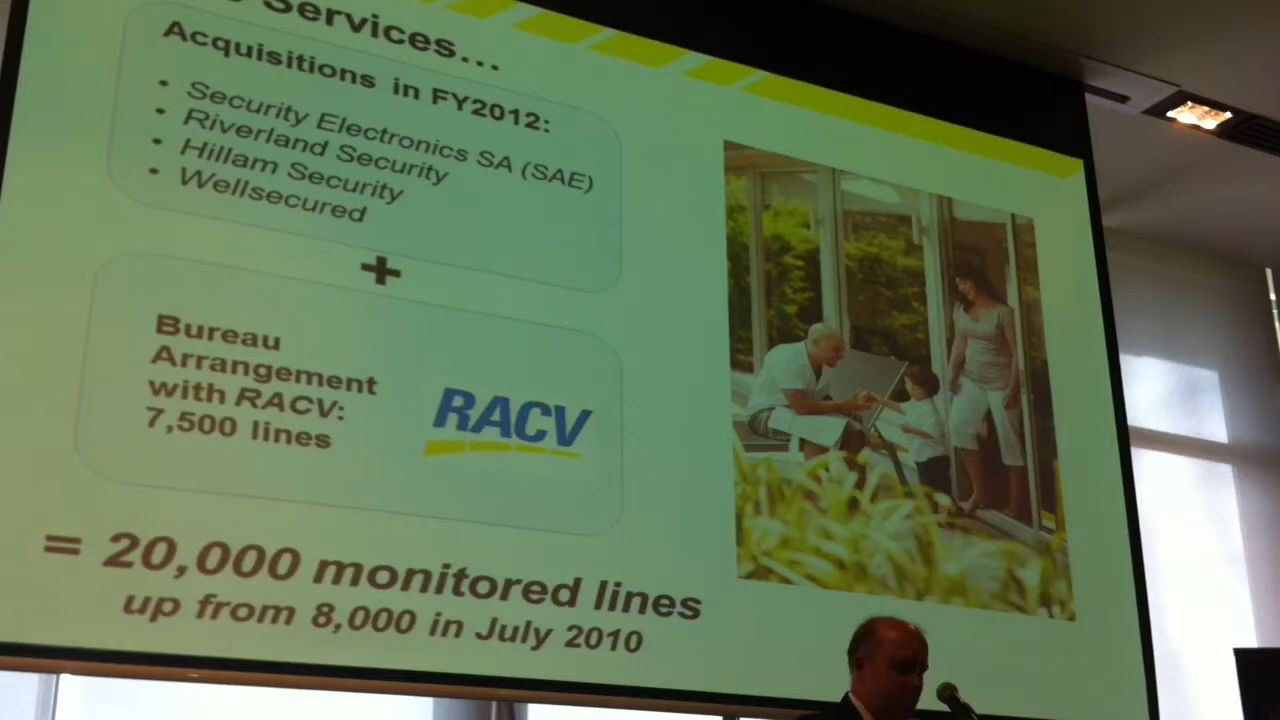 Services...
Acquisitions in FY2012:
• Security Electronics SA (SAE)
• Riverland Security
• Hillam Security
• Wellsecured
+
Bureau
Arrangement
with RACV:
7,500 lines
RACV
= 20,000 monitored lines
up from 8,000 in July 2010